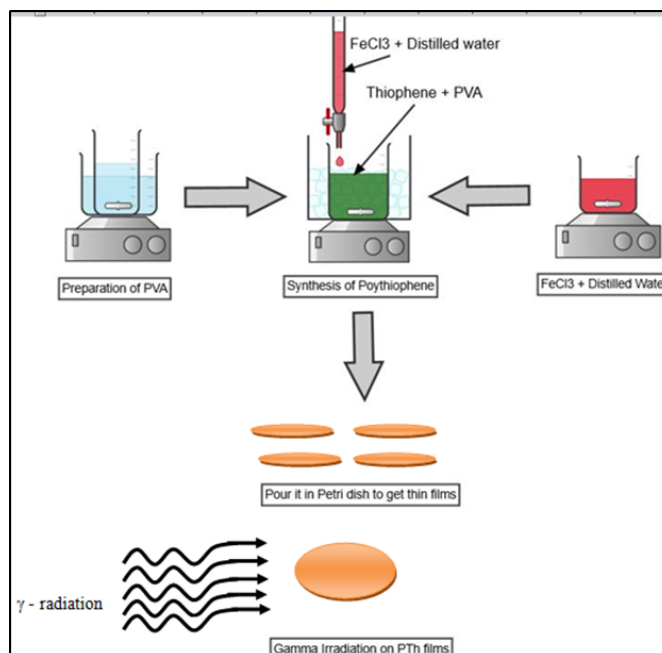 FeCl3 + Distilled water
Thiophene + PVA
Preparation of PVA
Synthesis of Poythiophene
FeCl3 + Distilled Wate
Pour it in Petri dish to get thin films
γ - radiation
Gamma Irradiation on PTh films